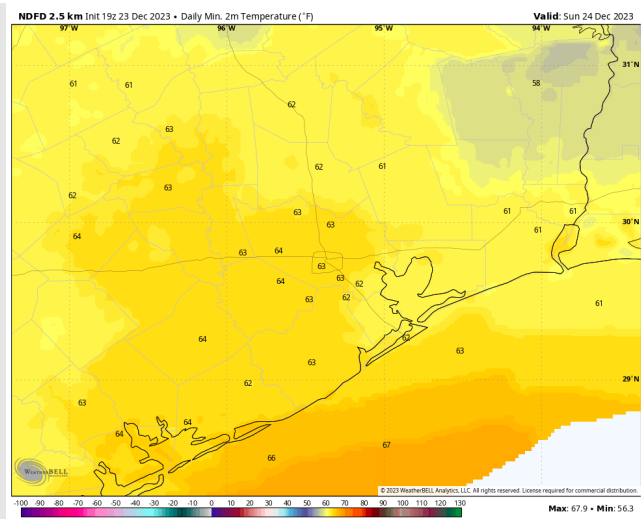 NDFD 2.5 km Init 19z 23 Dec 2023 • Daily Min. 2m Temperature (°F)
Valid: Sun 24 Dec 2023
97°W 96°W 95°W 94°W
31°N
61 61 58
62
63
62
62 61
63
62
63 61 61
63 30°N
64 61
63 64
63
64 63 62
63 62 61
64 62
63 63
62 29°N
63
64
64
67
66
WEATHERBELL
© 2023 WeatherBELL Analytics, LLC. All rights reserved. License required for commercial distribution.
-100 -90 -80 -70 -60 -50 -40 -30 -20 -10 0 10 20 30 40 50 60 70 80 90 100 110 120 130
Max: 67.9 • Min: 56.3